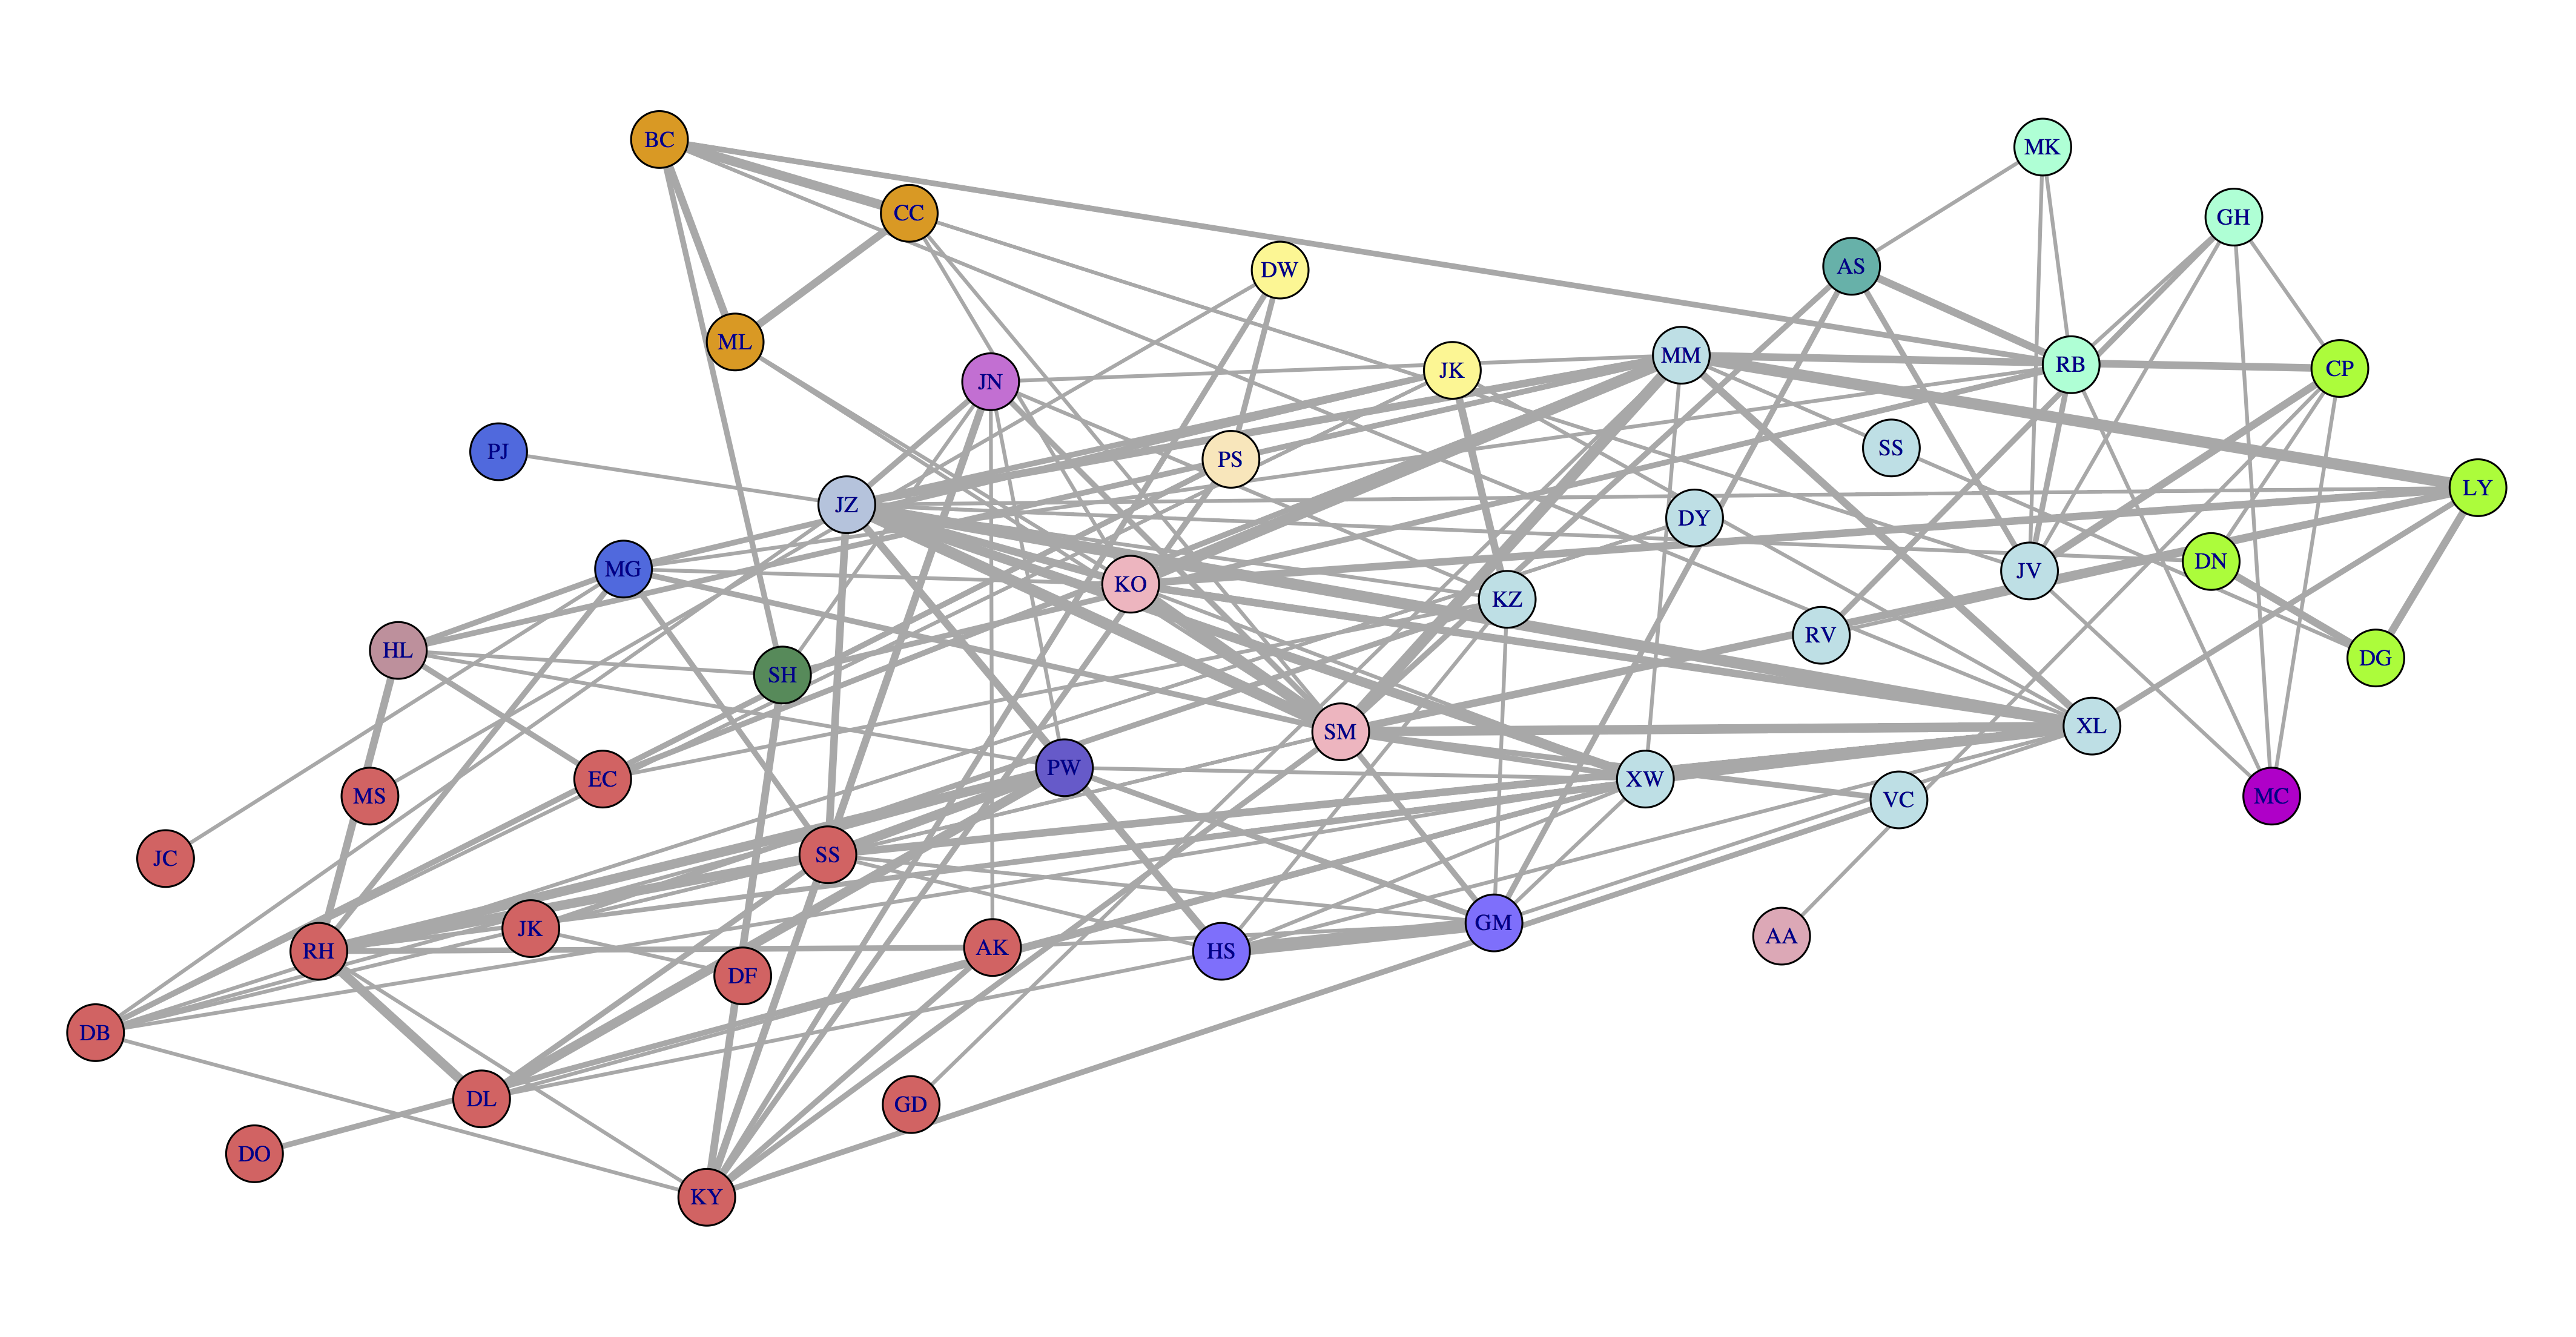 BC
MK
CC
GH
AS
DW
ML
MM
RB
CP
JK
JN
PJ
SS
PS
LY
JZ
DY
DN
MG
JV
KO
KZ
RV
HL
DG
SH
XL
SM
PW
EC
XW
MS
VC
MC
SS
JC
GM
JK
AA
AK
RH
HS
DF
DB
DL
GD
DO
KY